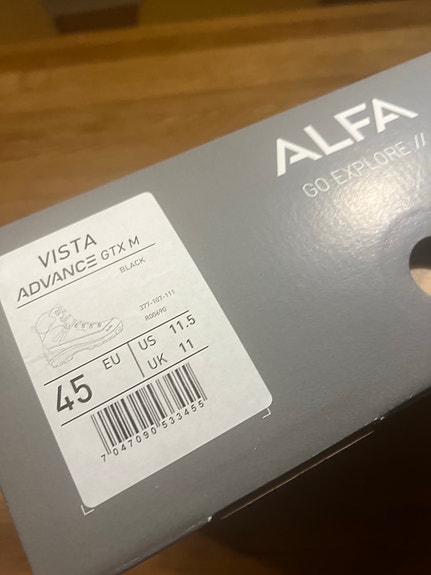 ALFA
GO EXPLORE //
VISTA
ADVANCE GTX M
BLACK
377-107-111
R00690
45 EU
US 11.5
UK 11
7 047090 533455